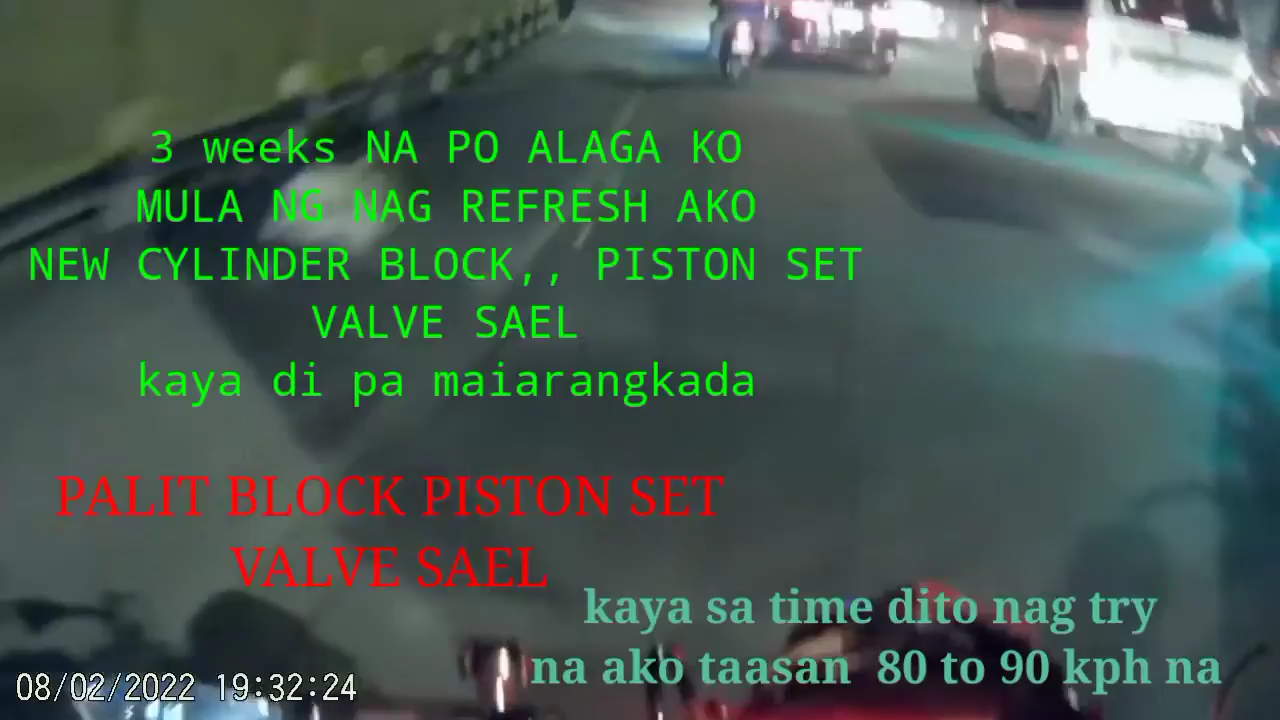 3 weeks NA PO ALAGA KO
MULA NG NAG REFRESH AKO
NEW CYLINDER BLOCK,, PISTON SET
VALVE SAEL
kaya di pa maiarangkada
PALIT BLOCK PISTON SET
VALVE SAEL
kaya sa time dito nag try
na ako taasan 80 to 90 kph na
08/02/2022 19:32:24